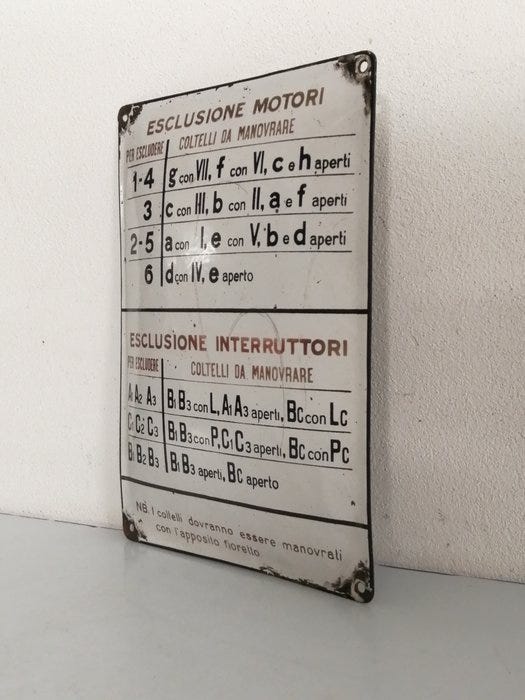 ESCLUSIONE MOTORI
PER ESCLUDERE COLTELLI DA MANOVRARE
1-4 g con VII, f con VI, c e h aperti
3 c con III, b con II, a e f aperti
2-5 a con I, e con V, b e d aperti
6 d con IV, e aperto
ESCLUSIONE INTERRUTTORI
PER ESCLUDERE COLTELLI DA MANOVRARE
A1 A2 A3 B1 B3 con L, A1 A3 aperti, BC con LC
C1 C2 C3 B1 B3 con P, C1 C3 aperti, BC con PC
B1 B2 B3 B1 B3 aperti, BC aperto
NB. I coltelli dovranno essere manovrati
con l'apposito fioretto